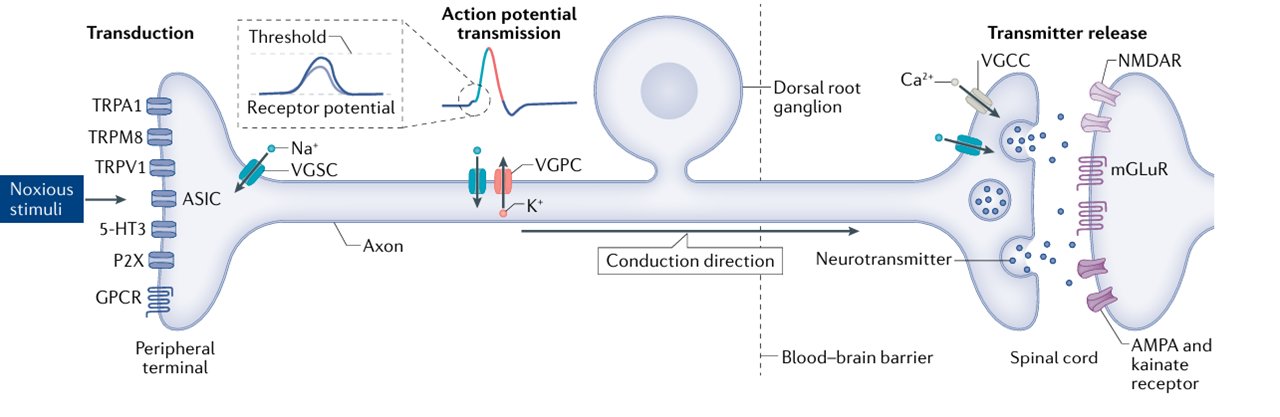 Transduction
Threshold
Receptor potential
Action potential
transmission
Transmitter release
TRPA1
TRPM8
TRPV1
ASIC
5-HT3
P2X
GPCR
Noxious
stimuli
Na⁺
VGSC
VGPC
K⁺
Axon
Conduction direction
Peripheral
terminal
Dorsal root
ganglion
Blood–brain barrier
Ca²⁺
VGCC
NMDAR
mGluR
Neurotransmitter
Spinal cord
AMPA and
kainate
receptor